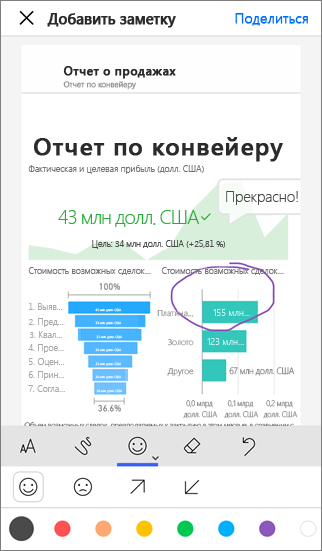 Добавить заметку
Поделиться
Отчет о продажах
Отчет по конвейеру
Отчет по конвейеру
Фактическая и целевая прибыль (долл. США)
Прекрасно!
43 млн долл. США
Цель: 34 млн долл. США (+25,81 %)
Стоимость возможных сделок...
Стоимость возможных сделок...
100%
1. Выяв...
2. Пред...
3. Квал...
4. Прове...
5. Оцен...
6. Прин...
7. Согла...
36.6%
Платина...
155 млн...
Золото
123 млн...
Другое
67 млн долл. США
0,0 млрд долл. США
0,1 млрд долл. США
0,2 млрд долл. США
AA